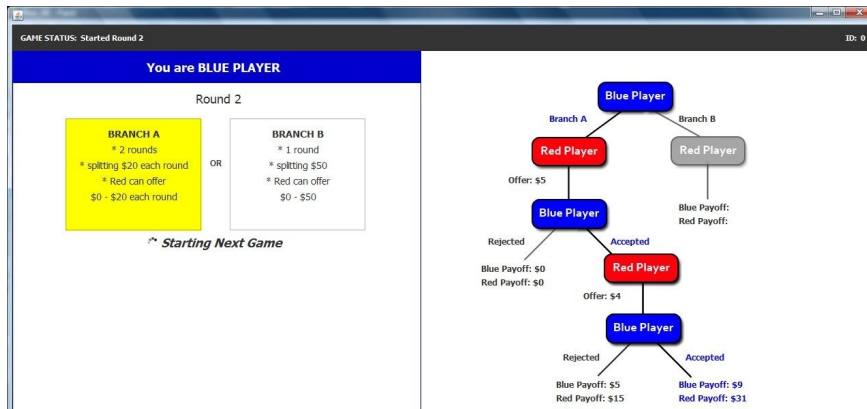 GAME STATUS: Started Round 2
ID: 0
You are BLUE PLAYER
Round 2
BRANCH A
* 2 rounds
* splitting $20 each round
* Red can offer
$0 - $20 each round
OR
BRANCH B
* 1 round
* splitting $50
* Red can offer
$0 - $50
Starting Next Game
Blue Player
Branch A
Branch B
Red Player
Red Player
Offer: $5
Blue Payoff:
Red Payoff:
Blue Player
Rejected
Accepted
Blue Payoff: $0
Red Payoff: $0
Red Player
Offer: $4
Blue Player
Rejected
Accepted
Blue Payoff: $5
Red Payoff: $15
Blue Payoff: $9
Red Payoff: $31